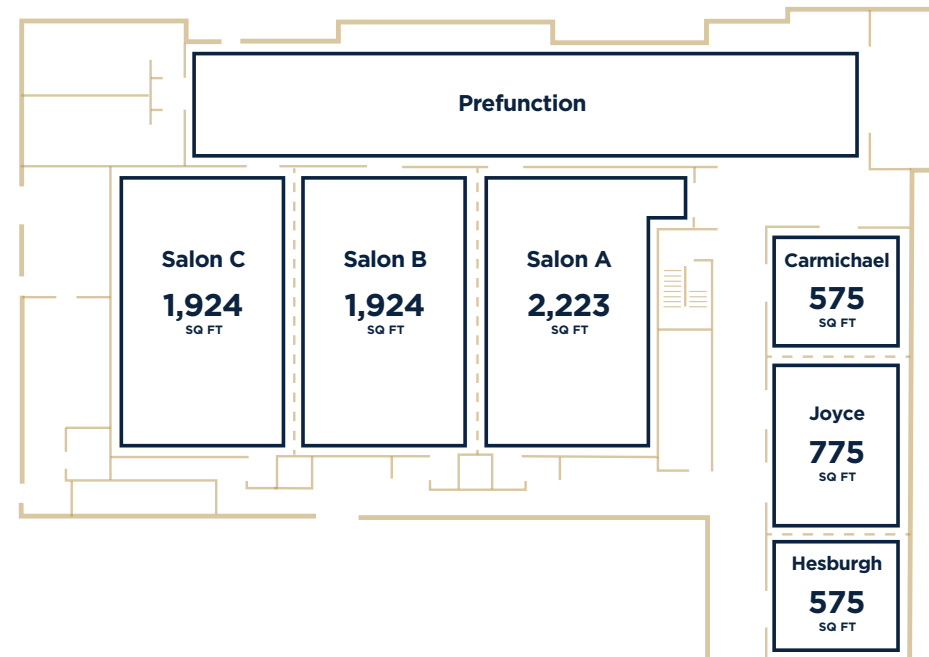 Prefunction
Salon C
1,924
SQ FT
Salon B
1,924
SQ FT
Salon A
2,223
SQ FT
Carmichael
575
SQ FT
Joyce
775
SQ FT
Hesburgh
575
SQ FT